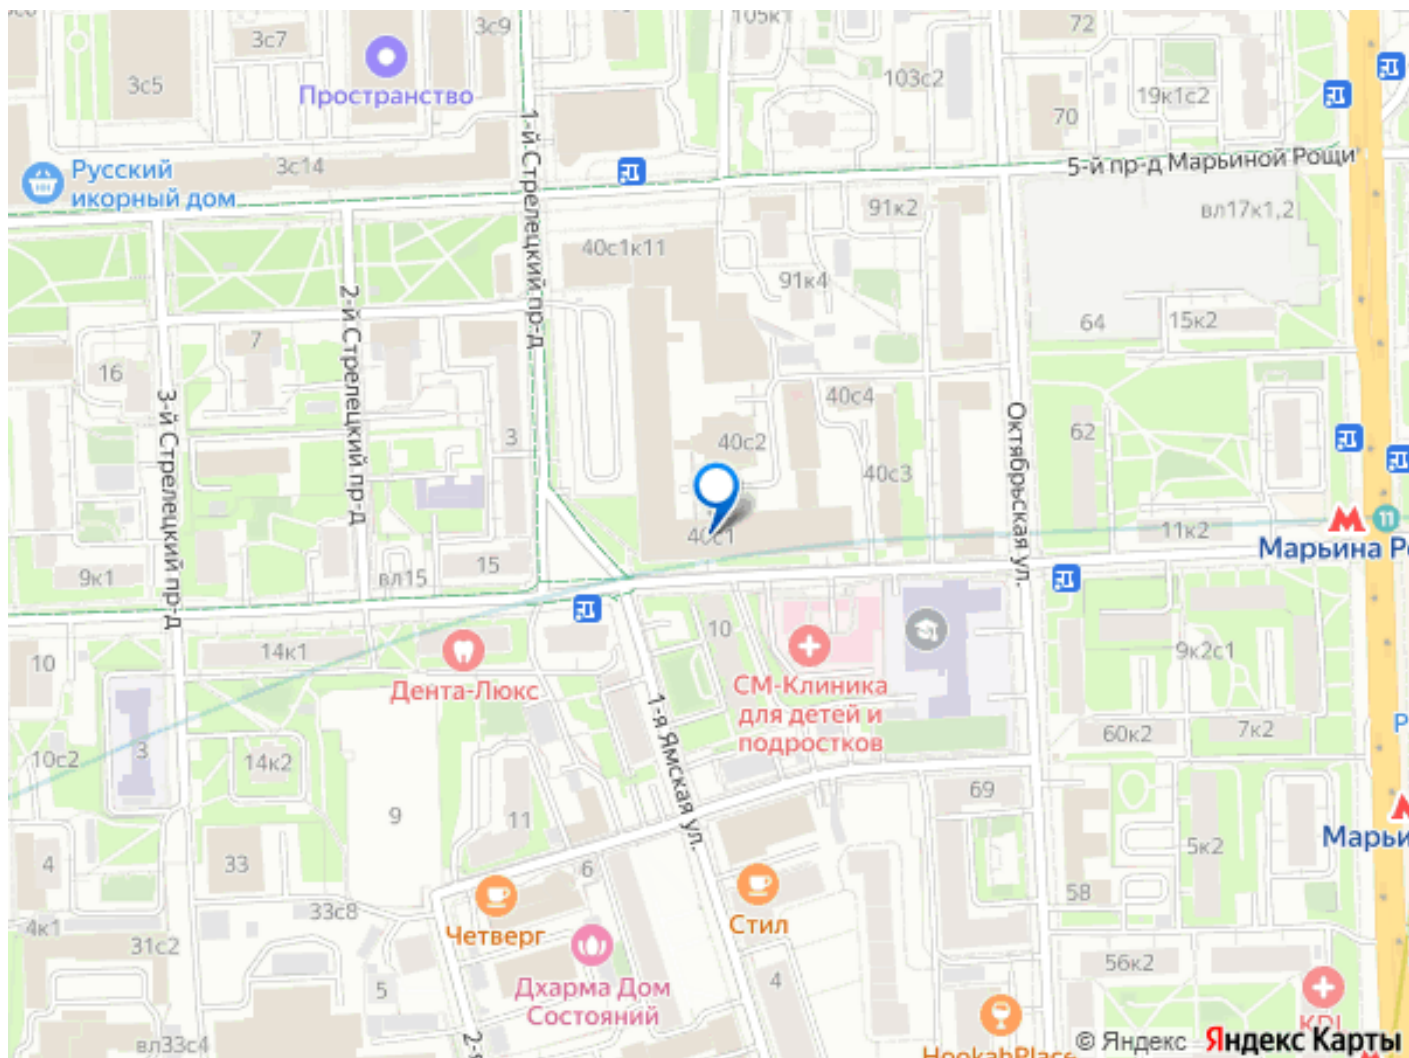 3с7
3с9
105к1
72
3с5
Пространство
103с2
19к1с2
70
1-й Стрелецкий пр-д
3с14
Русский
икорный дом
5-й пр-д Марьиной Рощи
91к2
вл17к1,2
40с1к11
91к4
2-й Стрелецкий пр-д
7
64
15к2
16
3-й Стрелецкий пр-д
40с4
Октябрьская ул.
3
40с2
62
40с3
40с1
11к2
11
Марьина Р
9к1
вл15
15
10
14к1
10
9к2с1
Дента-Люкс
СМ-Клиника
для детей и
подростков
1-я Ямская ул.
3
10с2
14к2
60к2
7к2
Р
69
9
11
Марьи
4
33
6
5к2
58
33с8
4к1
Четверг
Стил
31с2
56к2
5
Дхарма Дом
Состояний
4
2-я
вл33с4
HookahPlace
© Яндекс
Яндекс Карты